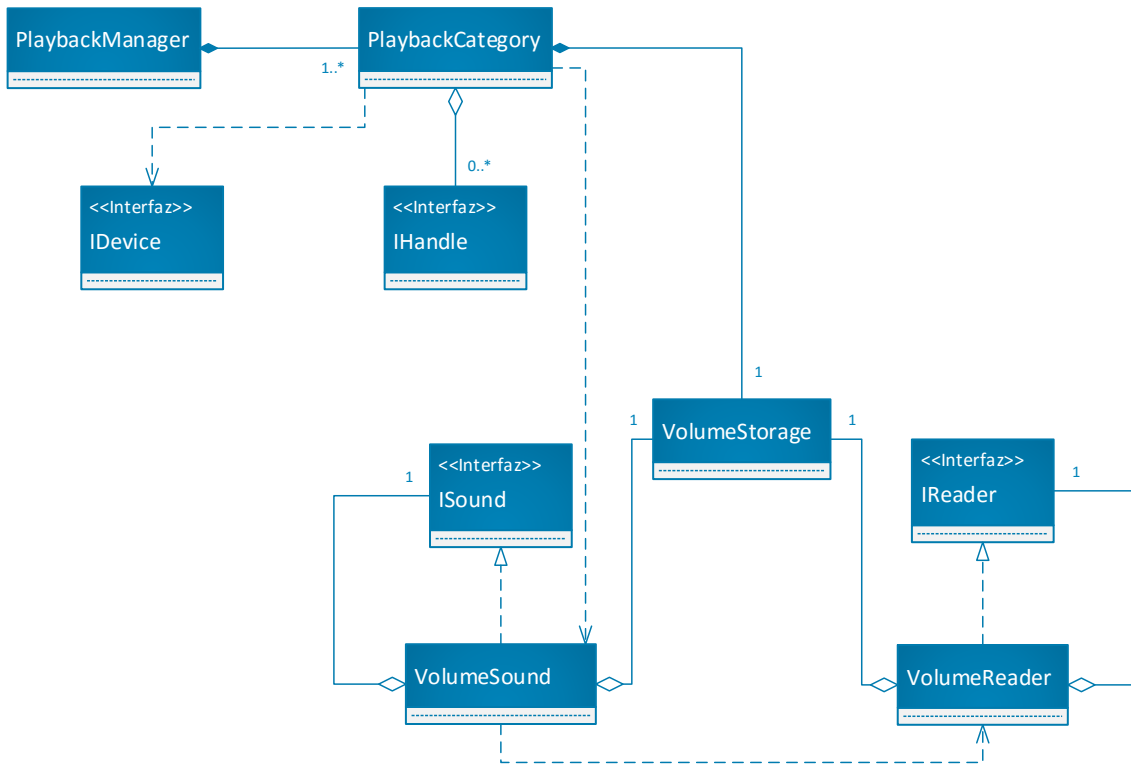 PlaybackManager
PlaybackCategory
1..*
0..*
<<Interfaz>>
IDevice
<<Interfaz>>
IHandle
1
VolumeStorage
1
1
<<Interfaz>>
ISound
1
<<Interfaz>>
IReader
1
VolumeSound
VolumeReader